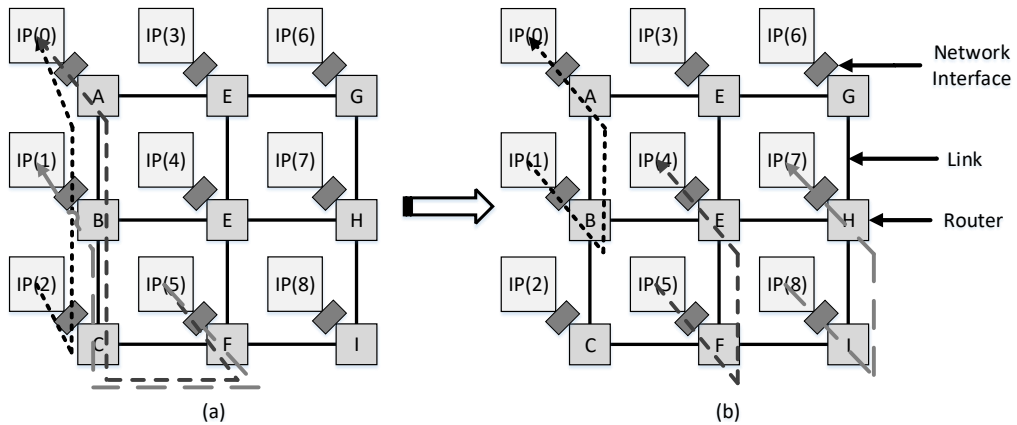 IP(0) IP(3) IP(6) IP(0) IP(3) IP(6)
Network
Interface
A E G A E G
IP(1) IP(4) IP(7) IP(1) IP(4) IP(7) Link
B E H B E H Router
IP(2) IP(5) IP(8) IP(2) IP(5) IP(8)
C F I C F I
(a) (b)